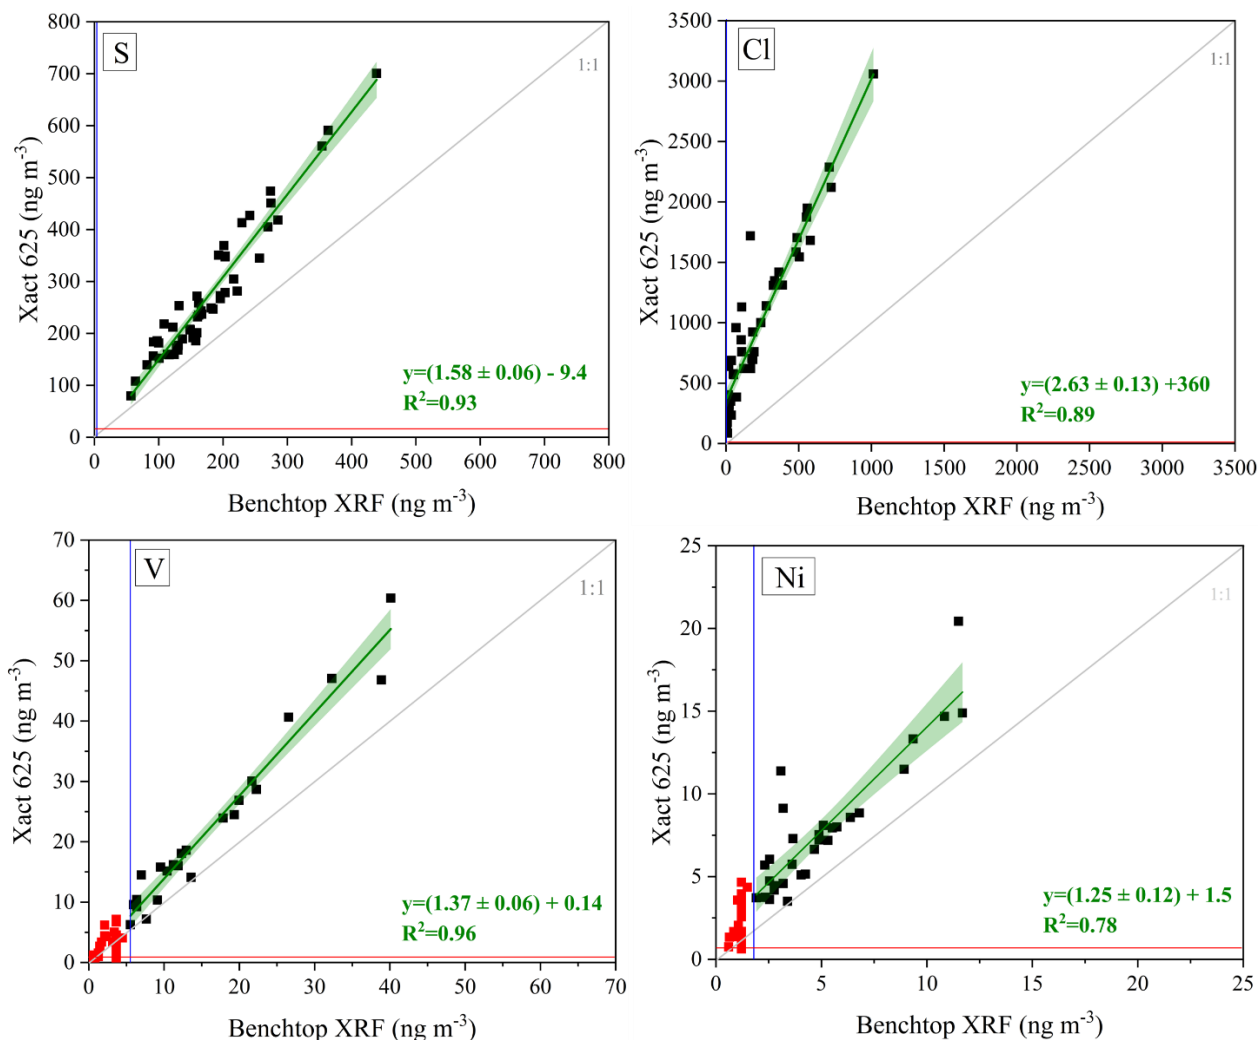 S
1:1
Xact 625 (ng m-3)
800
700
600
500
400
300
200
100
0
y=(1.58 ± 0.06) - 9.4
R2=0.93
0 100 200 300 400 500 600 700 800
Benchtop XRF (ng m-3)
Cl
1:1
Xact 625 (ng m-3)
3500
3000
2500
2000
1500
1000
500
0
y=(2.63 ± 0.13) +360
R2=0.89
0 500 1000 1500 2000 2500 3000 3500
Benchtop XRF (ng m-3)
V
1:1
Xact 625 (ng m-3)
70
60
50
40
30
20
10
0
y=(1.37 ± 0.06) + 0.14
R2=0.96
0 10 20 30 40 50 60 70
Benchtop XRF (ng m-3)
Ni
1:1
Xact 625 (ng m-3)
25
20
15
10
5
0
y=(1.25 ± 0.12) + 1.5
R2=0.78
0 5 10 15 20 25
Benchtop XRF (ng m-3)